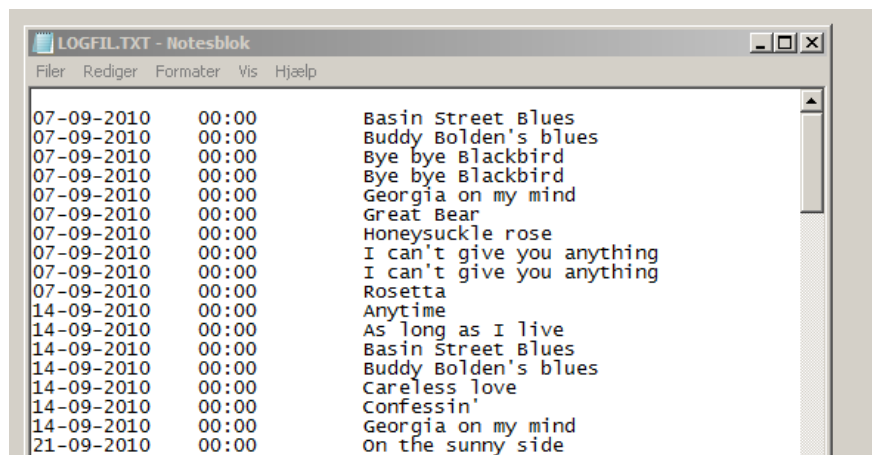 LOGFIL.TXT - Notesblok
Filer Rediger Formater Vis Hjælp
07-09-2010 00:00 Basin Street Blues
07-09-2010 00:00 Buddy Bolden's blues
07-09-2010 00:00 Bye bye Blackbird
07-09-2010 00:00 Bye bye Blackbird
07-09-2010 00:00 Georgia on my mind
07-09-2010 00:00 Great Bear
07-09-2010 00:00 Honeysuckle rose
07-09-2010 00:00 I can't give you anything
07-09-2010 00:00 I can't give you anything
07-09-2010 00:00 Rosetta
14-09-2010 00:00 Anytime
14-09-2010 00:00 As long as I live
14-09-2010 00:00 Basin Street Blues
14-09-2010 00:00 Buddy Bolden's blues
14-09-2010 00:00 Careless love
14-09-2010 00:00 Confessin'
14-09-2010 00:00 Georgia on my mind
21-09-2010 00:00 On the sunny side